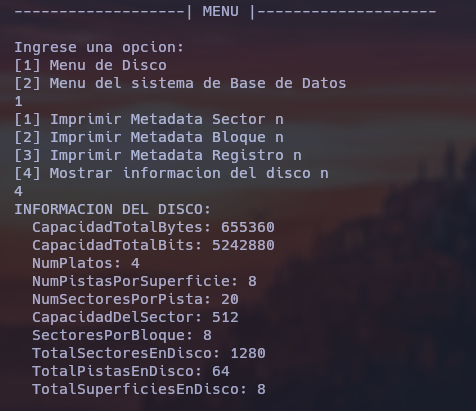 -------------------| MENU |--------------------
Ingrese una opcion:
[1] Menu de Disco
[2] Menu del sistema de Base de Datos
1
[1] Imprimir Metadata Sector n
[2] Imprimir Metadata Bloque n
[3] Imprimir Metadata Registro n
[4] Mostrar informacion del disco n
4
INFORMACION DEL DISCO:
  CapacidadTotalBytes: 655360
  CapacidadTotalBits: 5242880
  NumPlatos: 4
  NumPistasPorSuperficie: 8
  NumSectoresPorPista: 20
  CapacidadDelSector: 512
  SectoresPorBloque: 8
  TotalSectoresEnDisco: 1280
  TotalPistasEnDisco: 64
  TotalSuperficiesEnDisco: 8